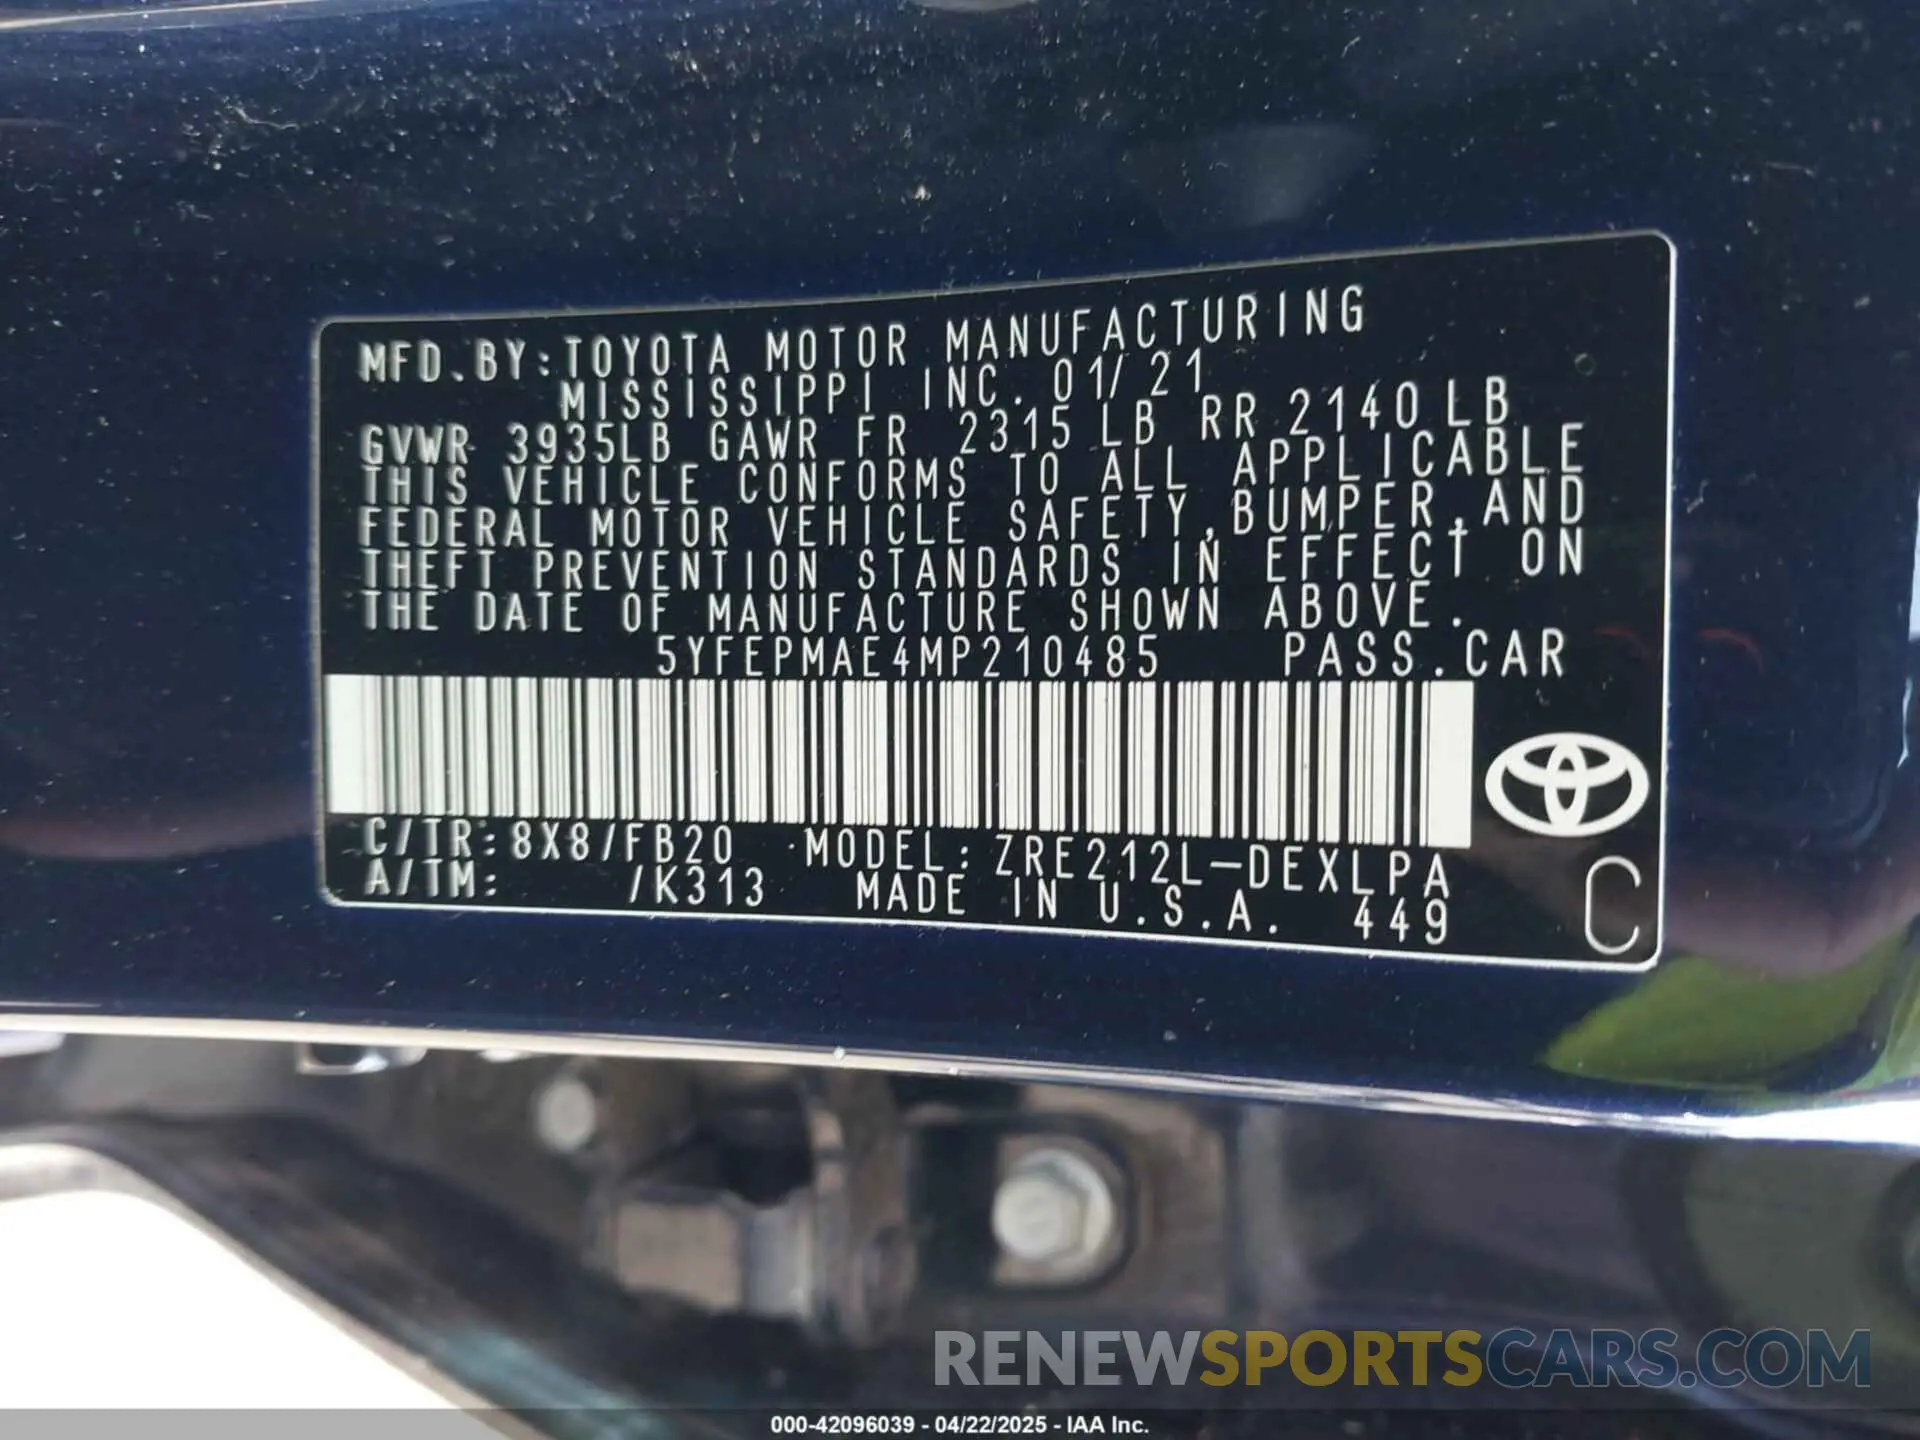 MFD.BY:TOYOTA MOTOR MANUFACTURING
MISSISSIPPI INC. 01/21
GVWR 3935LB GAWR FR 2315LB RR 2140LB
THIS VEHICLE CONFORMS TO ALL APPLICABLE
FEDERAL MOTOR VEHICLE SAFETY,BUMPER,AND
THEFT PREVENTION STANDARDS IN EFFECT ON
THE DATE OF MANUFACTURE SHOWN ABOVE.
5YFEPMAE4MP210485 PASS.CAR
C/TR:8X8/FB20 MODEL:ZRE212L-DEXLPA
A/TM: /K313 MADE IN U.S.A. 449
C
RENEWSPORTSCARS.COM
000-42096039 - 04/22/2025 - IAA Inc.